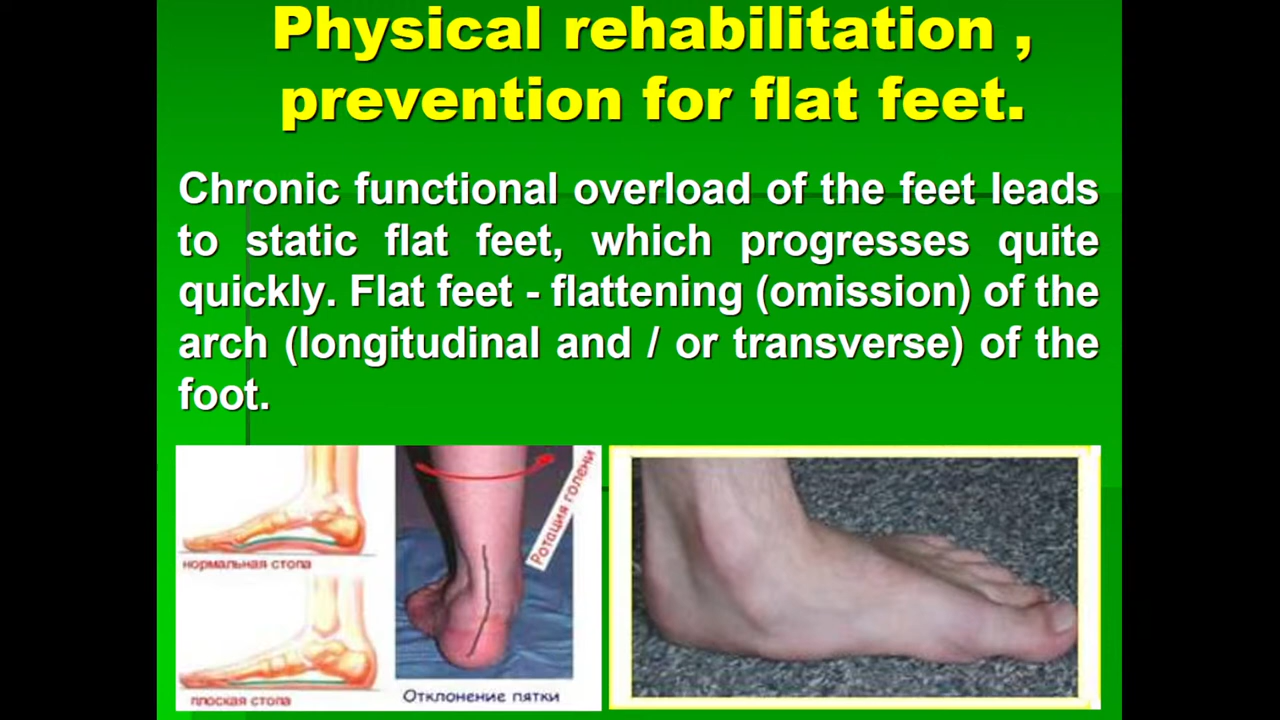 Physical rehabilitation ,
prevention for flat feet.
Chronic functional overload of the feet leads
to static flat feet, which progresses quite
quickly. Flat feet - flattening (omission) of the
arch (longitudinal and / or transverse) of the
foot.
нормальная стопа
плоская стопа
Ротация голени
Отклонение пятки